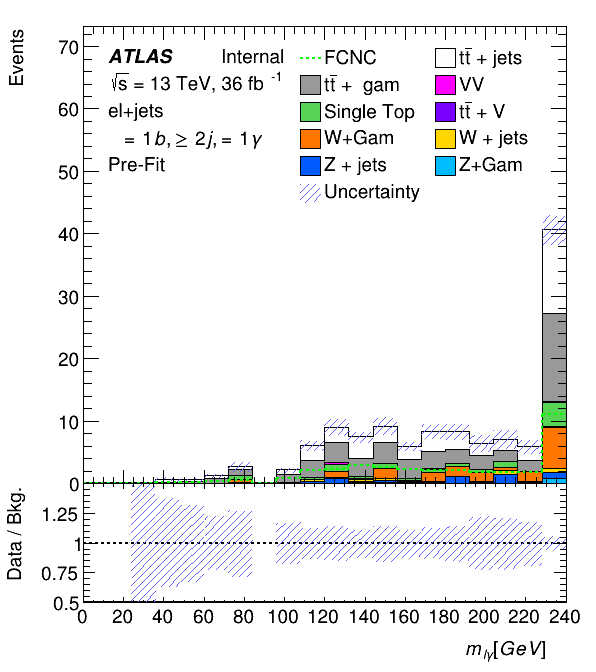 Events
70
60
50
40
30
20
10
0
ATLAS Internal
√s = 13 TeV, 36 fb⁻¹
el+jets
= 1b, ≥ 2j, = 1γ
Pre-Fit
FCNC
tt̄ + gam
Single Top
W+Gam
Z + jets
Uncertainty
tt̄ + jets
VV
tt̄ + V
W + jets
Z+Gam
Data / Bkg.
1.25
1
0.75
0.5
0 20 40 60 80 100 120 140 160 180 200 220 240
m_lγ[GeV]